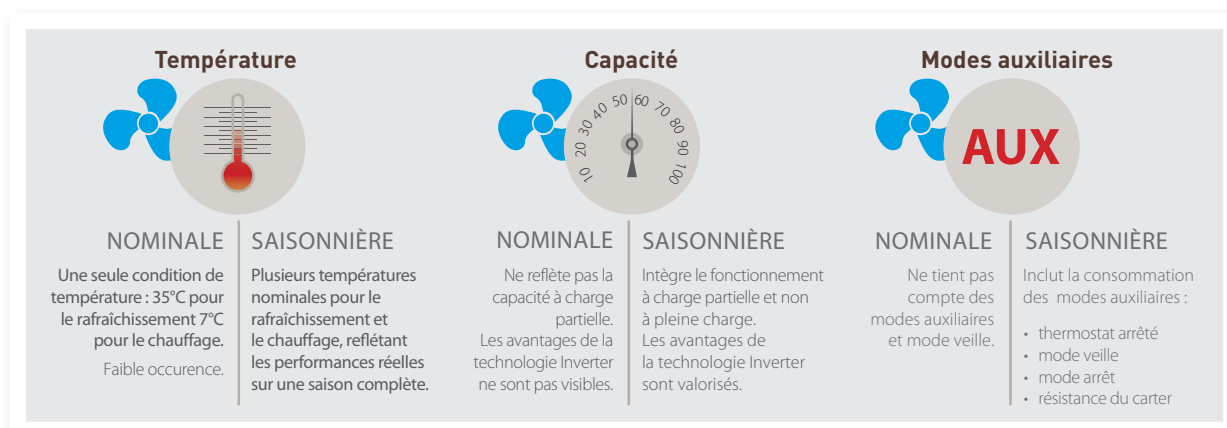 Température
10 20 30 40 50 60 70 80 90 100
NOMINALE
Une seule condition de
température : 35°C pour
le rafraîchissement 7°C
pour le chauffage.
Faible occurence.
SAISONNIÈRE
Plusieurs températures
nominales pour le
rafraîchissement et
le chauffage, reflétant
les performances réelles
sur une saison complète.
Capacité
NOMINALE
Ne reflète pas la
capacité à charge
partielle.
Les avantages de la
technologie Inverter
ne sont pas visibles.
SAISONNIÈRE
Intègre le fonctionnement
à charge partielle et non
à pleine charge.
Les avantages de
la technologie Inverter
sont valorisés.
Modes auxiliaires
AUX
NOMINALE
Ne tient pas
compte des
modes auxiliaires
et mode veille.
SAISONNIÈRE
Inclut la consommation
des modes auxiliaires :
• thermostat arrêté
• mode veille
• mode arrêt
• résistance du carter